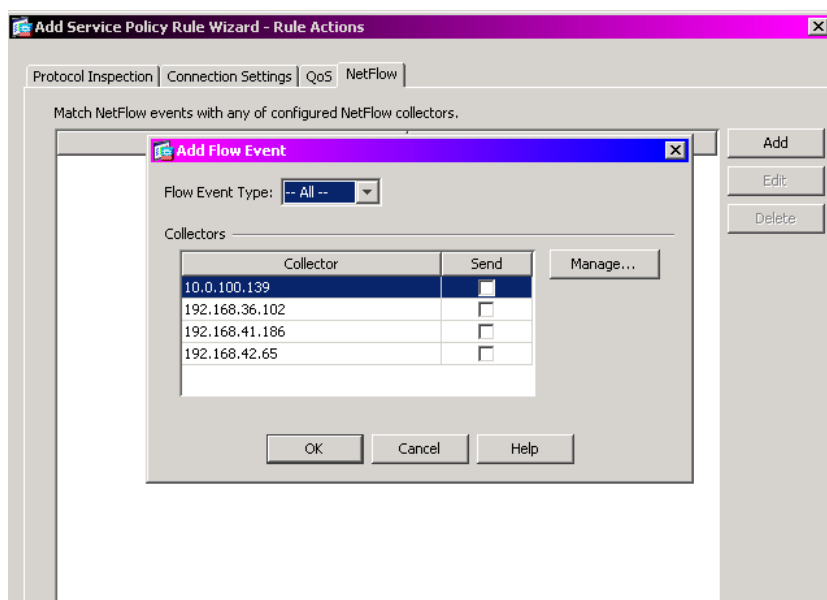 Add Service Policy Rule Wizard - Rule Actions
Protocol Inspection Connection Settings QoS NetFlow
Match NetFlow events with any of configured NetFlow collectors.
Add
Edit
Delete
Add Flow Event
Flow Event Type: -- All --
Collectors
Collector Send Manage...
10.0.100.139
192.168.36.102
192.168.41.186
192.168.42.65
OK Cancel Help